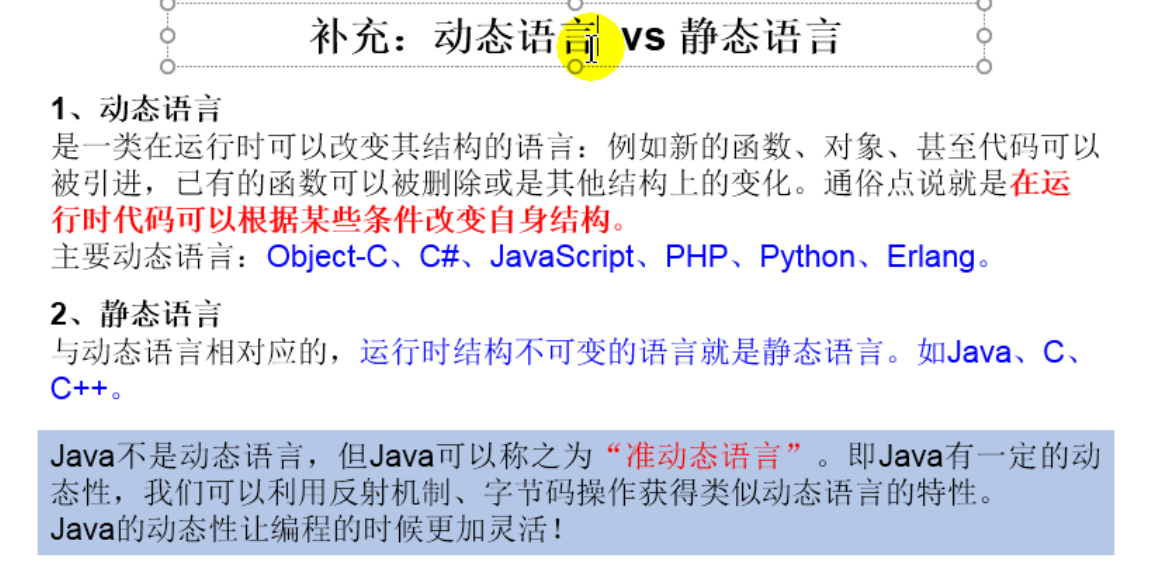 补充：动态语言 vs 静态语言
1、动态语言
是一类在运行时可以改变其结构的语言：例如新的函数、对象、甚至代码可以
被引进，已有的函数可以被删除或是其他结构上的变化。通俗点说就是在运
行时代码可以根据某些条件改变自身结构。
主要动态语言：Object-C、C#、JavaScript、PHP、Python、Erlang。
2、静态语言
与动态语言相对应的，运行时结构不可变的语言就是静态语言。如Java、C、
C++。
Java不是动态语言，但Java可以称之为“准动态语言”。即Java有一定的动
态性，我们可以利用反射机制、字节码操作获得类似动态语言的特性。
Java的动态性让编程的时候更加灵活！